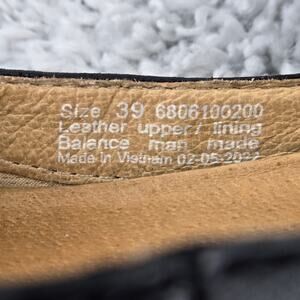 Size 39 6806100200
Leather upper/ lining
Balance man made
Made in Vietnam 02-05-2022